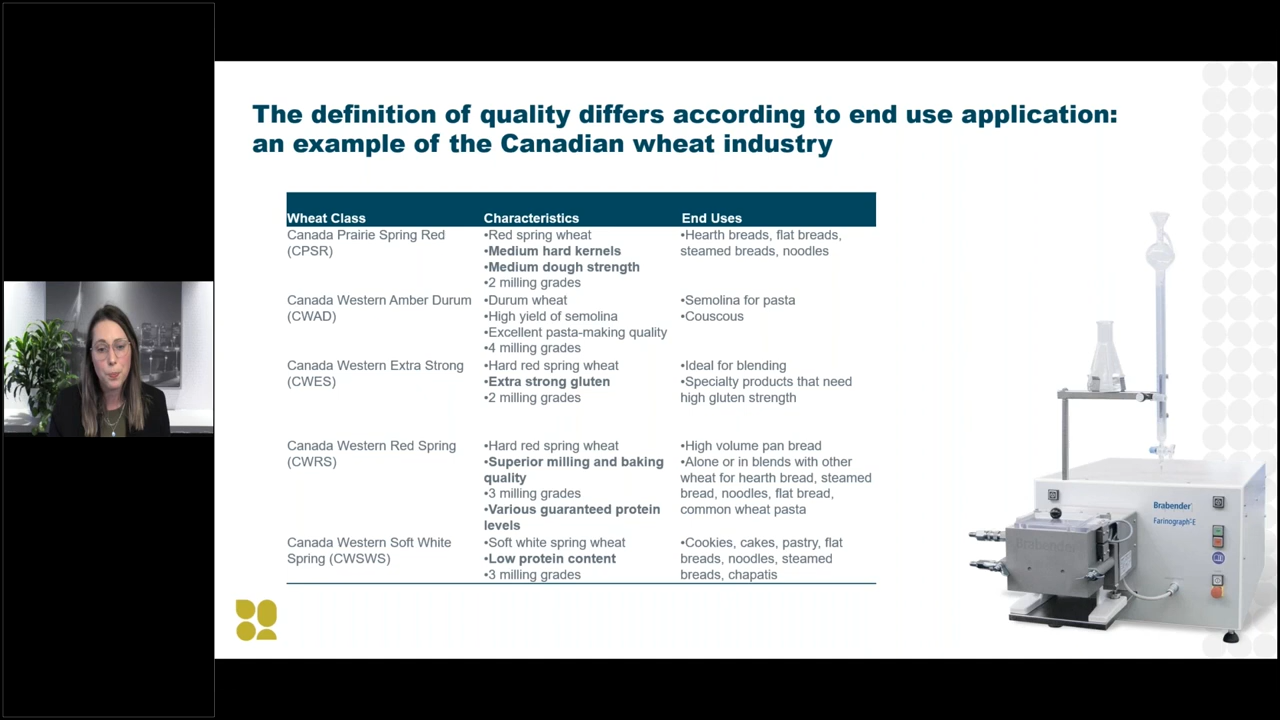 The definition of quality differs according to end use application:
an example of the Canadian wheat industry
Wheat Class Characteristics End Uses
Canada Prairie Spring Red
(CPSR)
•Red spring wheat
•Medium hard kernels
•Medium dough strength
•2 milling grades
•Hearth breads, flat breads,
steamed breads, noodles
Canada Western Amber Durum
(CWAD)
•Durum wheat
•High yield of semolina
•Excellent pasta-making quality
•4 milling grades
•Semolina for pasta
•Couscous
Canada Western Extra Strong
(CWES)
•Hard red spring wheat
•Extra strong gluten
•2 milling grades
•Ideal for blending
•Specialty products that need
high gluten strength
Canada Western Red Spring
(CWRS)
•Hard red spring wheat
•Superior milling and baking
quality
•3 milling grades
•Various guaranteed protein
levels
•High volume pan bread
•Alone or in blends with other
wheat for hearth bread, steamed
bread, noodles, flat bread,
common wheat pasta
Canada Western Soft White
Spring (CWSWS)
•Soft white spring wheat
•Low protein content
•3 milling grades
•Cookies, cakes, pastry, flat
breads, noodles, steamed
breads, chapatis
Brabender
Farinograph-E
Brabender